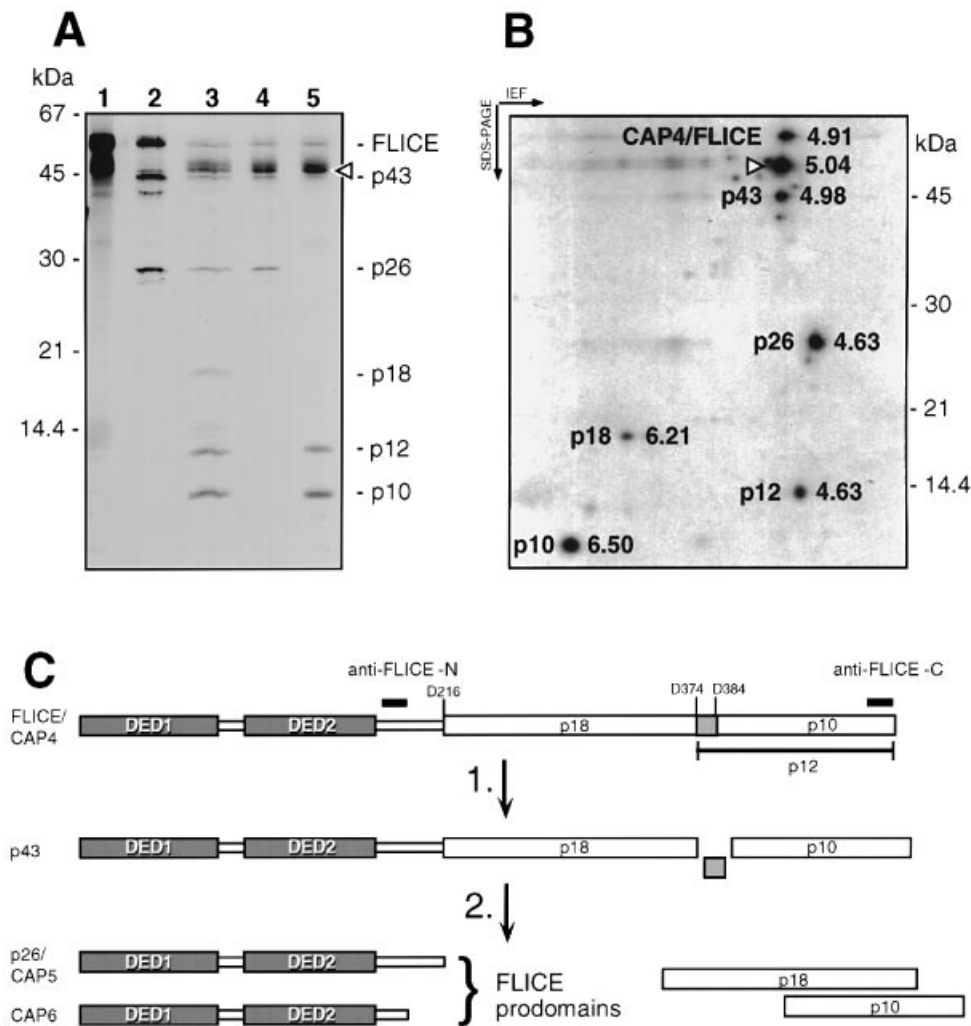 A
kDa
1 2 3 4 5
67 -
45 -
30 -
21 -
14.4 -
- FLICE
- p43
- p26
- p18
- p12
- p10
B
IEF
SDS-PAGE
CAP4/FLICE 4.91
5.04
p43 4.98
p26 4.63
p18 6.21
p12 4.63
p10 6.50
kDa
- 45
- 30
- 21
- 14.4
C
anti-FLICE -N
anti-FLICE -C
D216
D374
D384
FLICE/
CAP4
DED1 DED2 p18 p10
p12
1.
p43
DED1 DED2 p18 p10
2.
p26/
CAP5
DED1 DED2
CAP6
DED1 DED2
FLICE
prodomains
p18
p10